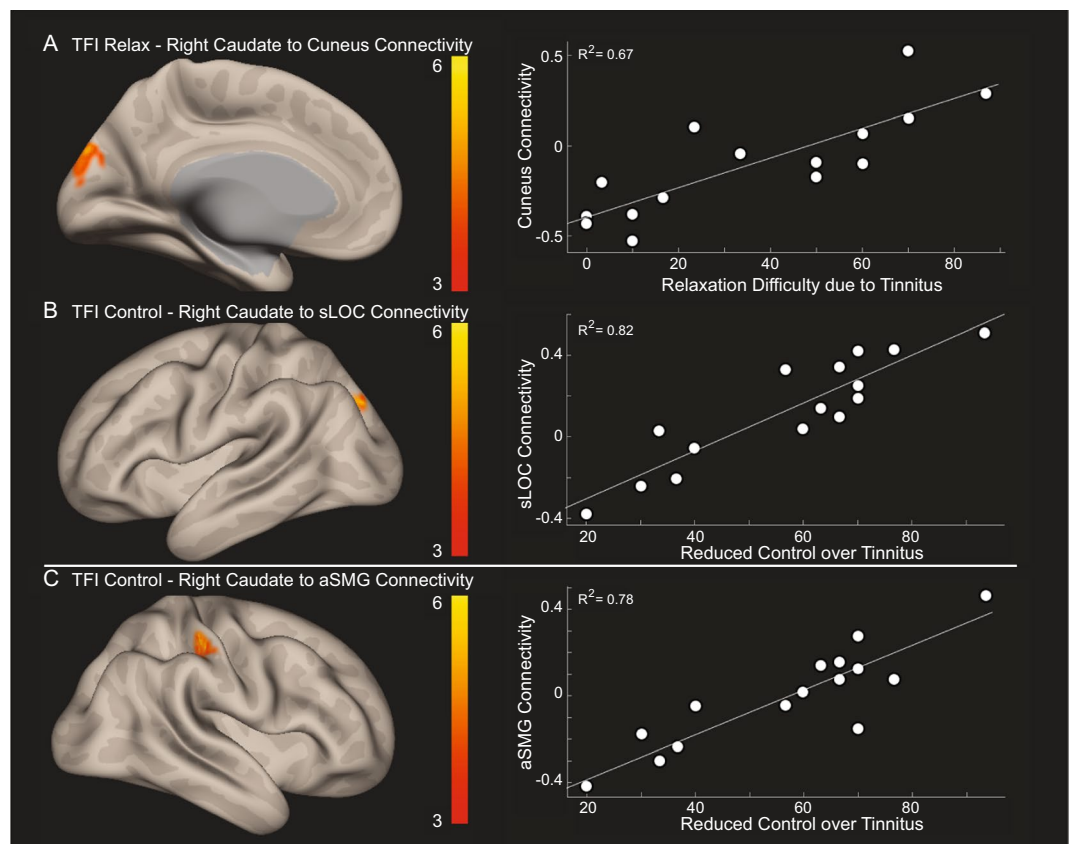 A TFI Relax - Right Caudate to Cuneus Connectivity
6
3
R²= 0.67
Cuneus Connectivity
0.5
0
-0.5
0 20 40 60 80
Relaxation Difficulty due to Tinnitus
B TFI Control - Right Caudate to sLOC Connectivity
6
3
R²= 0.82
sLOC Connectivity
0.4
0
-0.4
20 40 60 80
Reduced Control over Tinnitus
C TFI Control - Right Caudate to aSMG Connectivity
6
3
R²= 0.78
aSMG Connectivity
0.4
0
-0.4
20 40 60 80
Reduced Control over Tinnitus